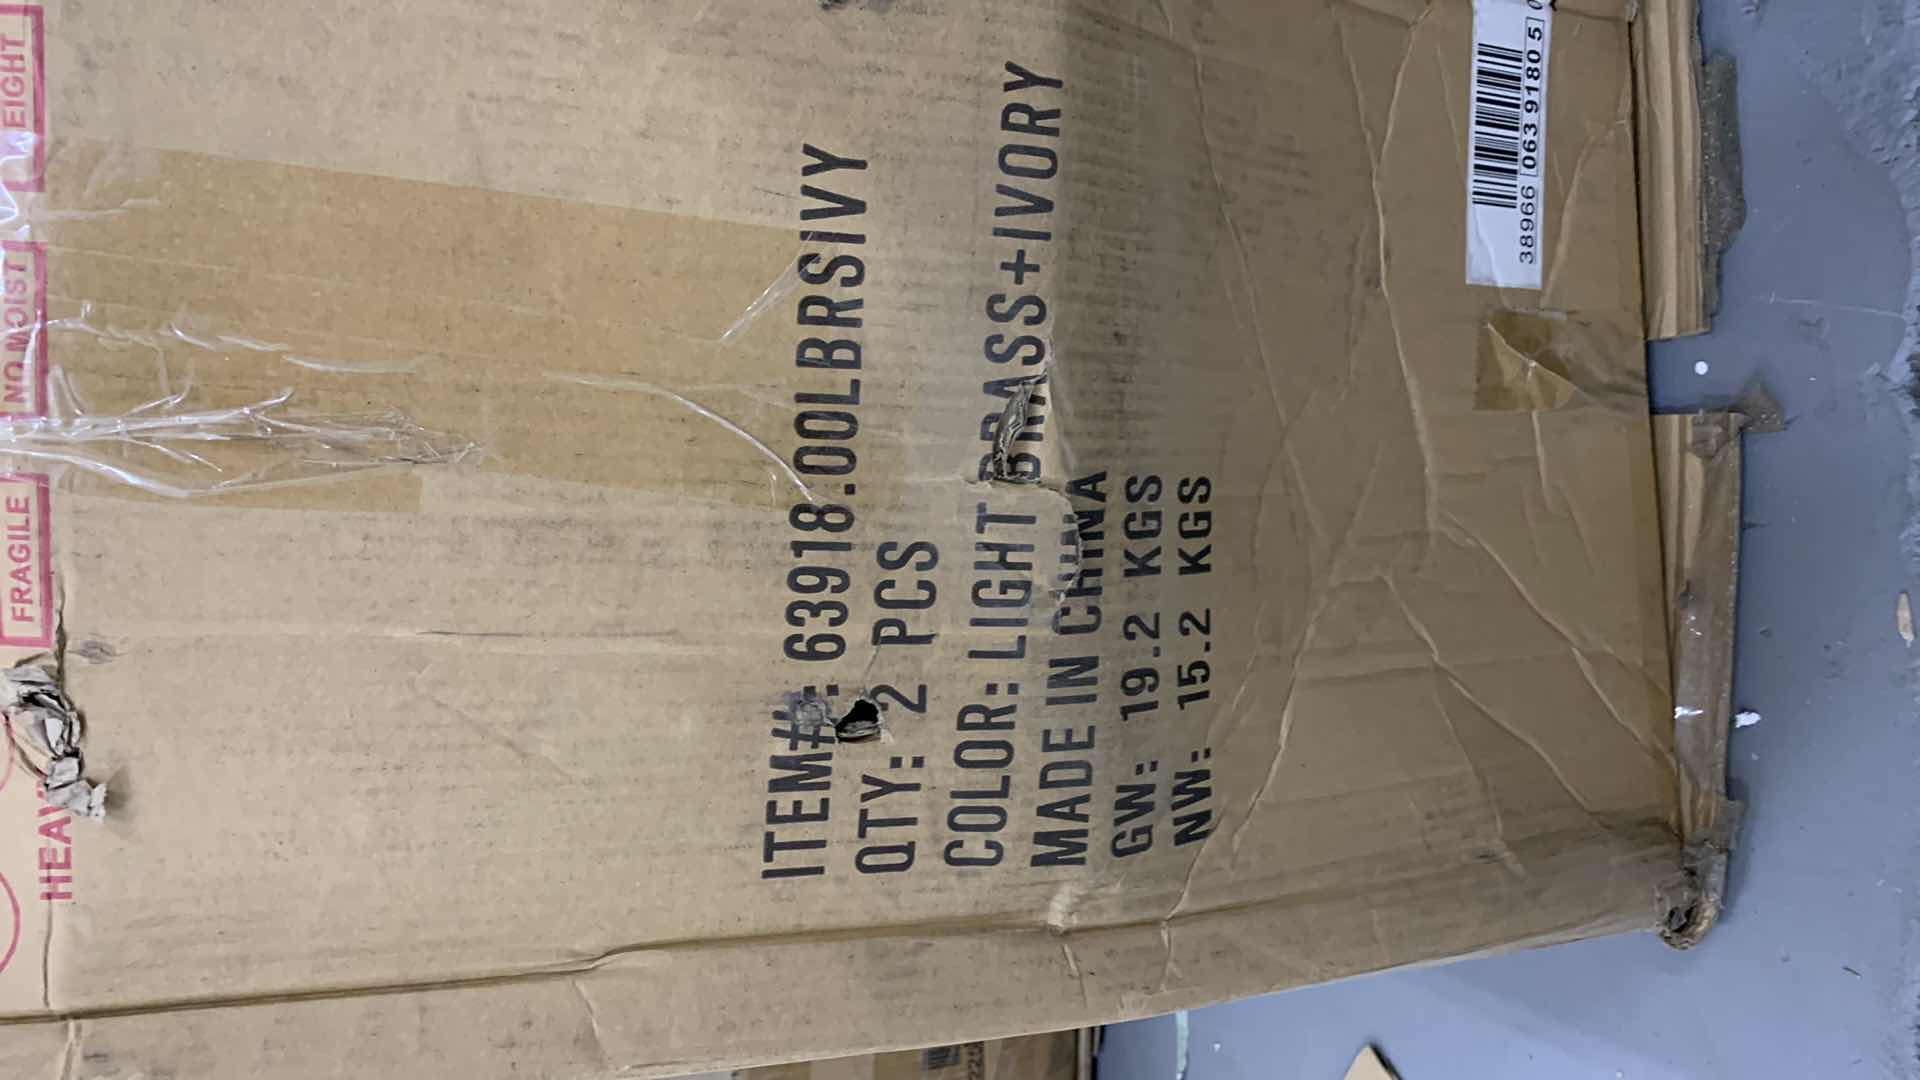 FRAGILE
NO MOIST
EIGHT
HEAV
ITEM#: 63918.00LBRSIVY
QTY: 2 PCS
COLOR: LIGHT BRASS+IVORY
MADE IN CHINA
GW: 19.2 KGS
NW: 15.2 KGS
38966 063 9180 5